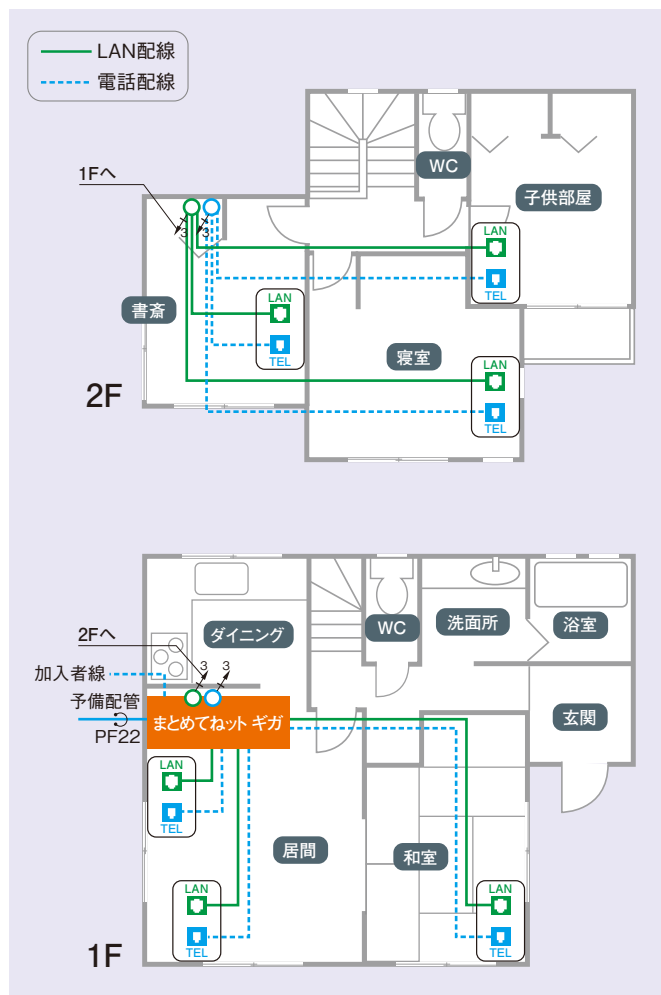 LAN配線
電話配線
1Fへ
3
3
WC
子供部屋
LAN
TEL
書斎
LAN
TEL
寝室
LAN
TEL
2F
2Fへ
ダイニング
3
3
WC
洗面所
浴室
加入者線
予備配管
PF22
まとめてねット ギガ
玄関
LAN
TEL
居間
和室
LAN
TEL
LAN
TEL
1F